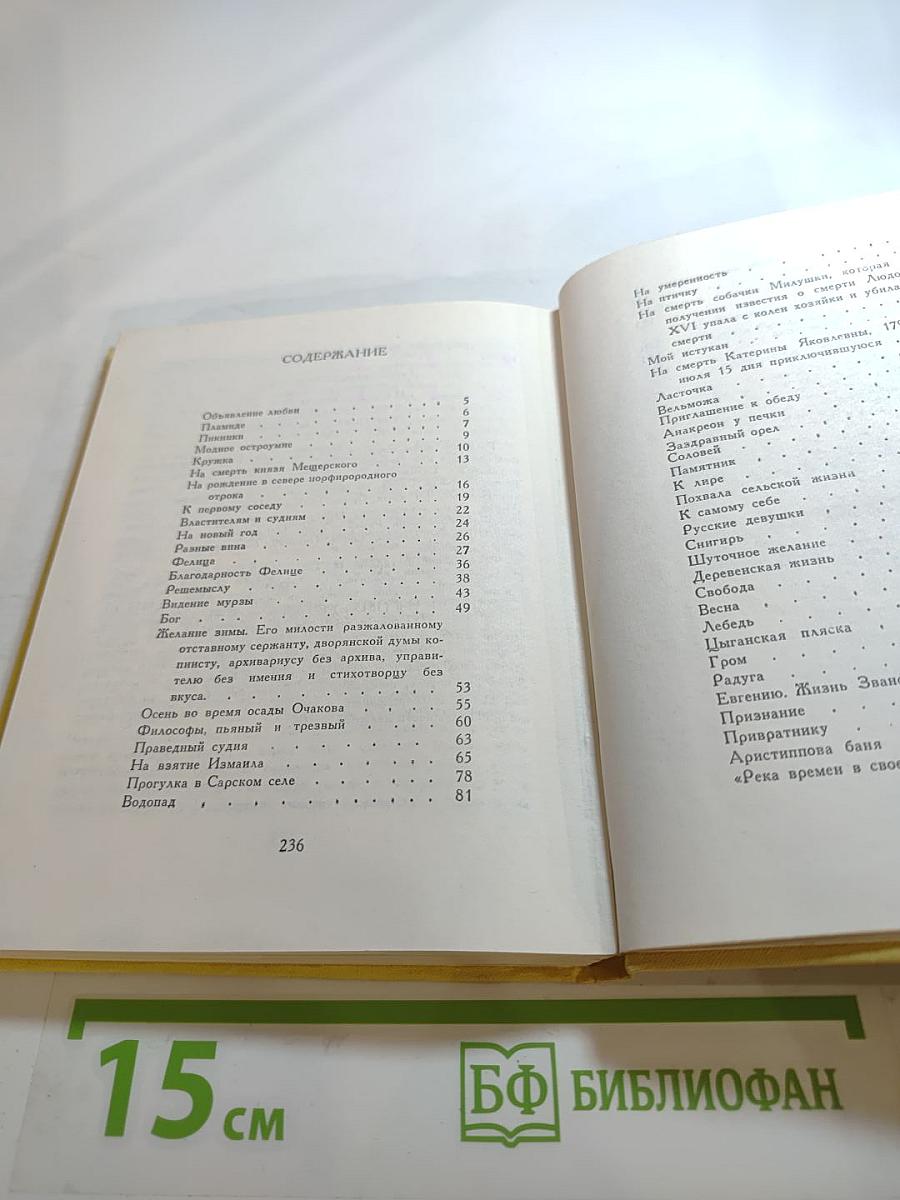 СОДЕРЖАНИЕ
Объявление любви . . . . . . . 5
Пламиде . . . . . . . . . 6
Пикники . . . . . . . . . 7
Модное остроумие . . . . . . . 9
Кружка . . . . . . . . . 10
На смерть князя Мещерского . . . . 13
На рождение в севере порфирородного
отрока . . . . . . . . . 16
К первому соседу . . . . . . . 19
Властителям и судиям . . . . . . 22
На новый год . . . . . . . . 24
Разные вина . . . . . . . . 26
Фелица . . . . . . . . . 27
Благодарность Фелице . . . . . . 36
Решемыслу . . . . . . . . . 38
Видение мурзы . . . . . . . . 43
Бог . . . . . . . . . . 49
Желание зимы. Его милости разжалованному
отставному сержанту, дворянской думы ко-
пиисту, архивариусу без архива, управи-
телю без имения и стихотворцу без
вкуса. . . . . . . . . . 53
Осень во время осады Очакова . . . . 55
Философы, пьяный и трезвый . . . . . 60
Праведный судия . . . . . . . 63
На взятие Измаила . . . . . . . 65
Прогулка в Сарском селе . . . . . . 78
Водопад . . . . . . . . . . 81
236
На умеренность . . . . .
На птичку . . . . . . .
На смерть собачки Милушки, которая
получении известия о смерти Людо
XVI упала с колен хозяйки и убила
смерти . . . . . .
Мой истукан . . . . . .
На смерть Катерины Яковлевны, 179
июля 15 дня приключившуюся .
Ласточка . . . . . .
Вельможа . . . . . .
Приглашение к обеду . . . .
Анакреон у печки . . . . .
Заздравный орел . . . . .
Соловей . . . . . .
Памятник . . . . . .
К лире . . . . . .
Похвала сельской жизни . . .
К самому себе . . . . .
Русские девушки . . . . .
Снигирь . . . . . .
Шуточное желание . . . .
Деревенская жизнь . . . .
Свобода . . . . . .
Весна . . . . . .
Лебедь . . . . . .
Цыганская пляска . . . .
Гром . . . . . .
Радуга . . . . . .
Евгению. Жизнь Зван
Признание . . . .
Привратнику . . . .
Аристиппова баня . .
«Река времен в свое
15 см
БФ БИБЛИОФАН